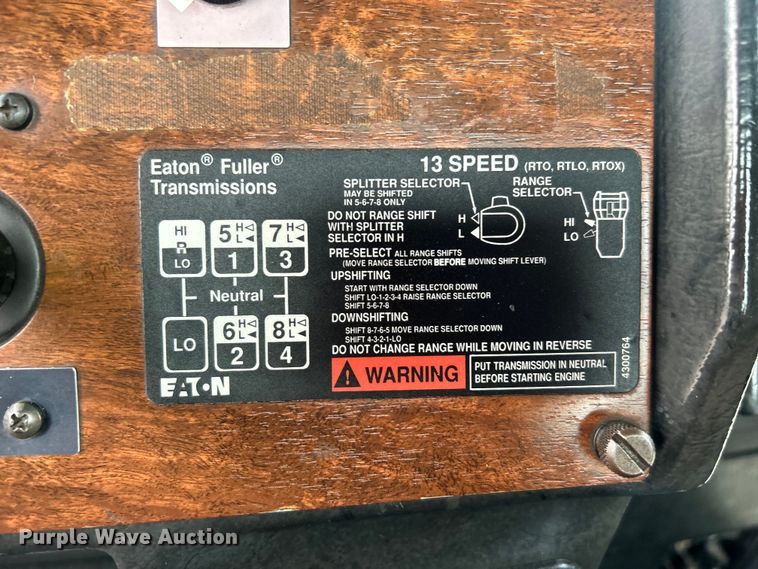 Eaton® Fuller®
Transmissions
13 SPEED (RTO, RTLO, RTOX)
SPLITTER SELECTOR
MAY BE SHIFTED
IN 5-6-7-8 ONLY
RANGE
SELECTOR
DO NOT RANGE SHIFT
WITH SPLITTER
SELECTOR IN H
H
L
HI
LO
PRE-SELECT ALL RANGE SHIFTS
(MOVE RANGE SELECTOR BEFORE MOVING SHIFT LEVER)
UPSHIFTING
START WITH RANGE SELECTOR DOWN
SHIFT LO-1-2-3-4 RAISE RANGE SELECTOR
SHIFT 5-6-7-8
DOWNSHIFTING
SHIFT 8-7-6-5 MOVE RANGE SELECTOR DOWN
SHIFT 4-3-2-1-LO
DO NOT CHANGE RANGE WHILE MOVING IN REVERSE
WARNING
PUT TRANSMISSION IN NEUTRAL
BEFORE STARTING ENGINE
4300764
HI 5 H 7 H
R L L
LO 1 3
Neutral
LO 6 H 8 H
L L
2 4
EATON
Purple Wave Auction